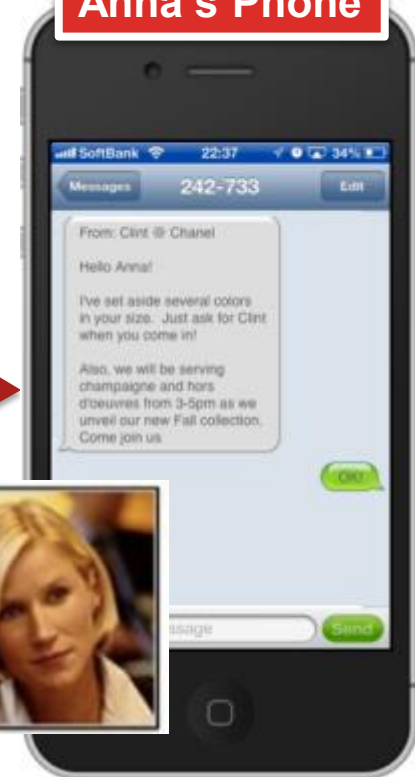 Anna's Phone
SoftBank 22:37 34%
Messages 242-733 Edit
From: Clint @ Chanel
Hello Anna!
I've set aside several colors
in your size. Just ask for Clint
when you come in!
Also, we will be serving
champaigne and hors
d'oeuvres from 3-5pm as we
unveil our new Fall collection.
Come join us
OK!
ssage Send